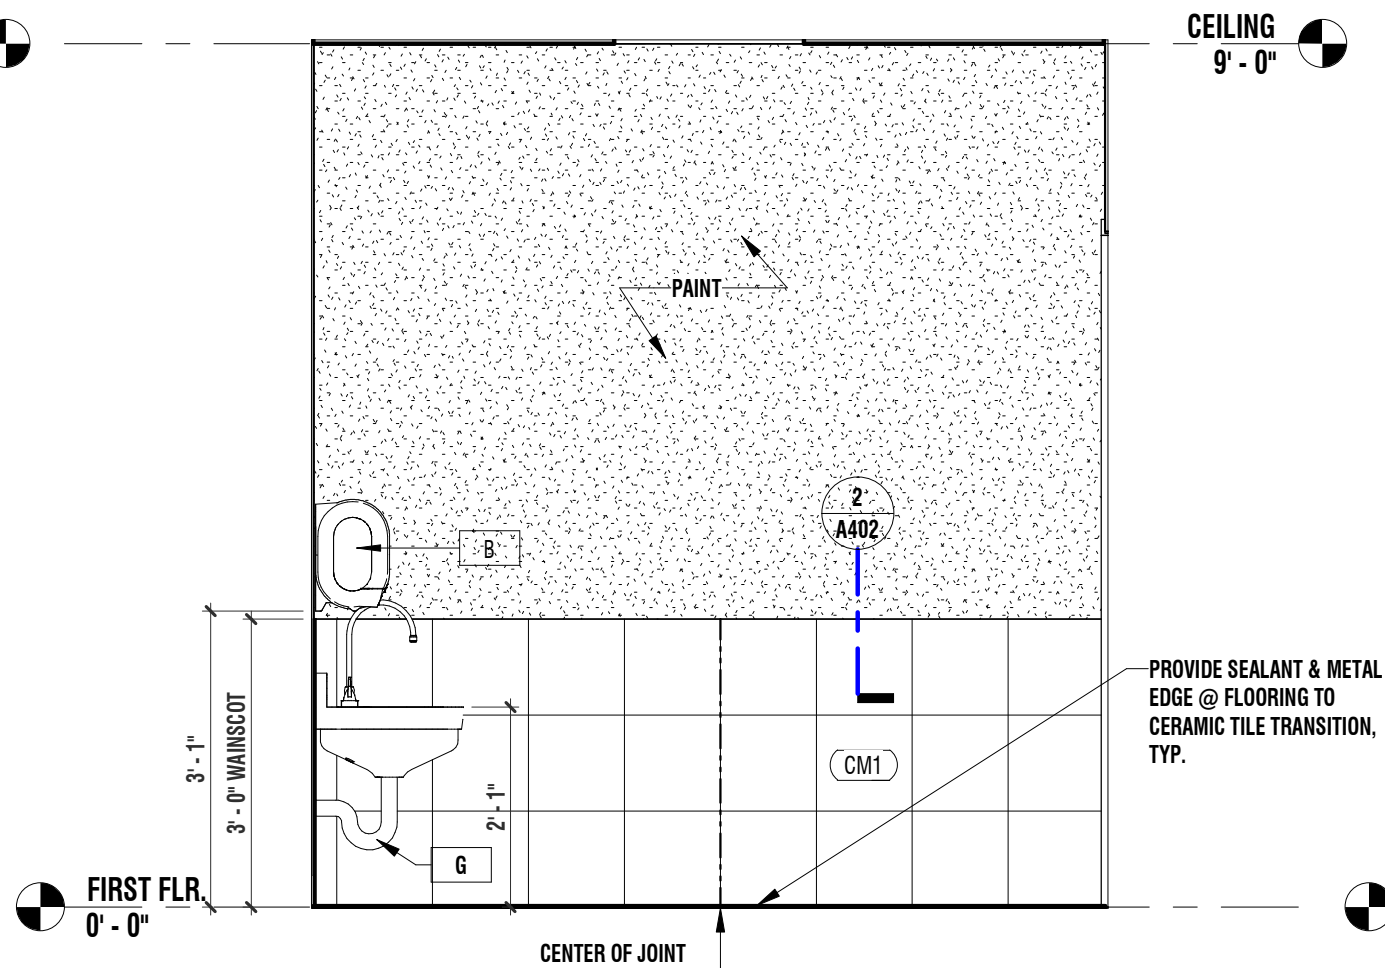 CEILING
9' - 0"
PAINT
2
A402
B
PROVIDE SEALANT & METAL
EDGE @ FLOORING TO
CERAMIC TILE TRANSITION,
TYP.
3' - 1"
3' - 0" WAINSCOT
CM1
2' - 1"
G
FIRST FLR.
0' - 0"
CENTER OF JOINT